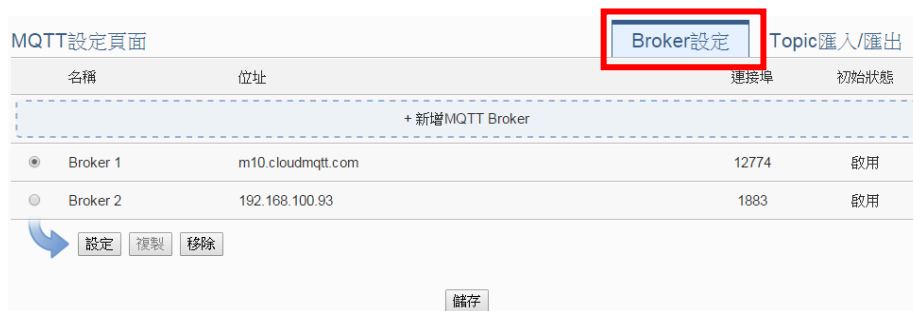 MQTT設定頁面 Broker設定 Topic匯入/匯出
名稱 位址 連接埠 初始狀態
+ 新增MQTT Broker
Broker 1 m10.cloudmqtt.com 12774 啟用
Broker 2 192.168.100.93 1883 啟用
設定 複製 移除
儲存